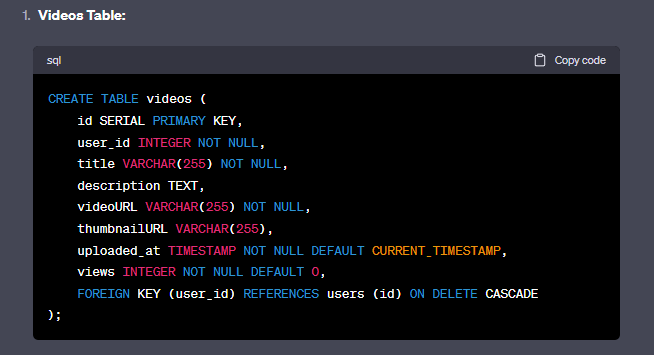 1. Videos Table:
sql Copy code
CREATE TABLE videos (
    id SERIAL PRIMARY KEY,
    user_id INTEGER NOT NULL,
    title VARCHAR(255) NOT NULL,
    description TEXT,
    videoURL VARCHAR(255) NOT NULL,
    thumbnailURL VARCHAR(255),
    uploaded_at TIMESTAMP NOT NULL DEFAULT CURRENT_TIMESTAMP,
    views INTEGER NOT NULL DEFAULT 0,
    FOREIGN KEY (user_id) REFERENCES users (id) ON DELETE CASCADE
);